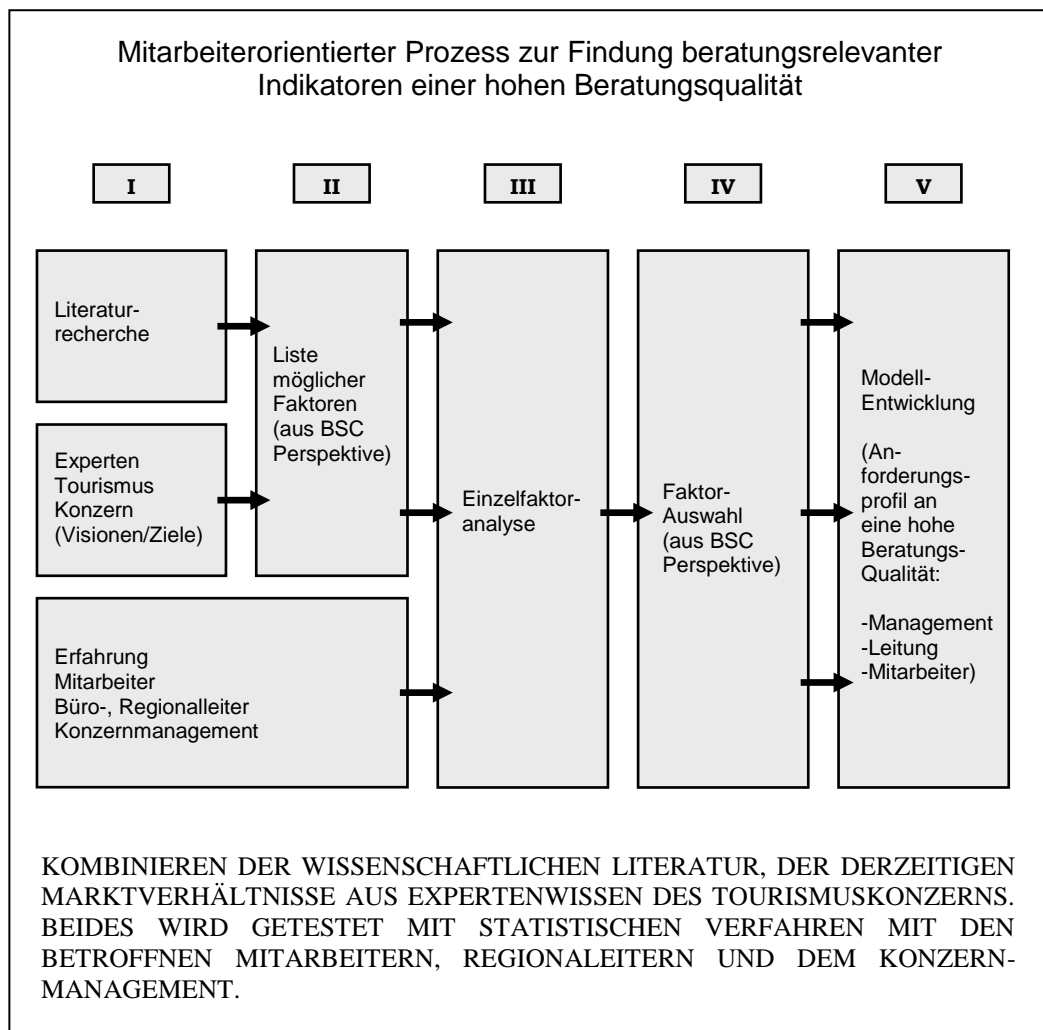 Mitarbeiterorientierter Prozess zur Findung beratungsrelevanter
Indikatoren einer hohen Beratungsqualität
I
II
III
IV
V
Literatur-
recherche
Experten
Tourismus
Konzern
(Visionen/Ziele)
Erfahrung
Mitarbeiter
Büro-, Regionalleiter
Konzernmanagement
Liste
möglicher
Faktoren
(aus BSC
Perspektive)
Einzelfaktor-
analyse
Faktor-
Auswahl
(aus BSC
Perspektive)
Modell-
Entwicklung
(An-
forderungs-
profil an
eine hohe
Beratungs-
Qualität:
-Management
-Leitung
-Mitarbeiter)
KOMBINIEREN DER WISSENSCHAFTLICHEN LITERATUR, DER DERZEITIGEN
MARKTVERHÄLTNISSE AUS EXPERTENWISSEN DES TOURISMUSKONZERNS.
BEIDES WIRD GETESTET MIT STATISTISCHEN VERFAHREN MIT DEN
BETROFFNEN MITARBEITERN, REGIONALEITERN UND DEM KONZERN-
MANAGEMENT.